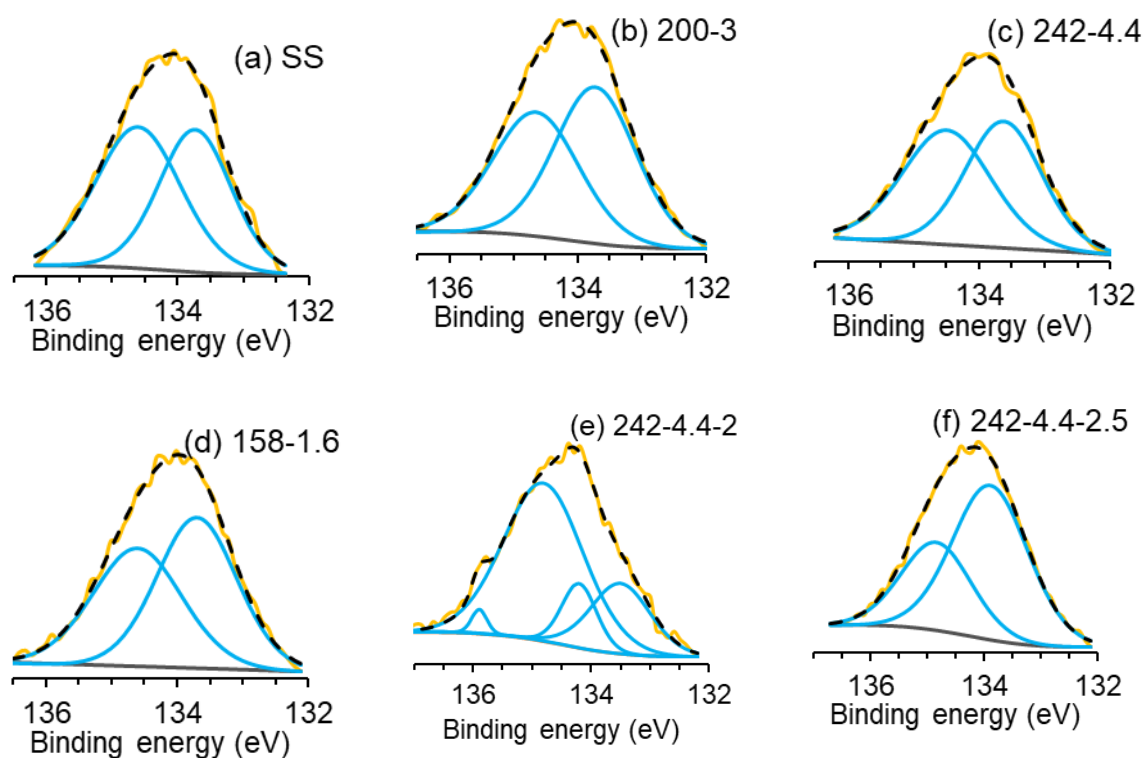 (a) SS
136 134 132
Binding energy (eV)
(b) 200-3
136 134 132
Binding energy (eV)
(c) 242-4.4
136 134 132
Binding energy (eV)
(d) 158-1.6
136 134 132
Binding energy (eV)
(e) 242-4.4-2
136 134 132
Binding energy (eV)
(f) 242-4.4-2.5
136 134 132
Binding energy (eV)